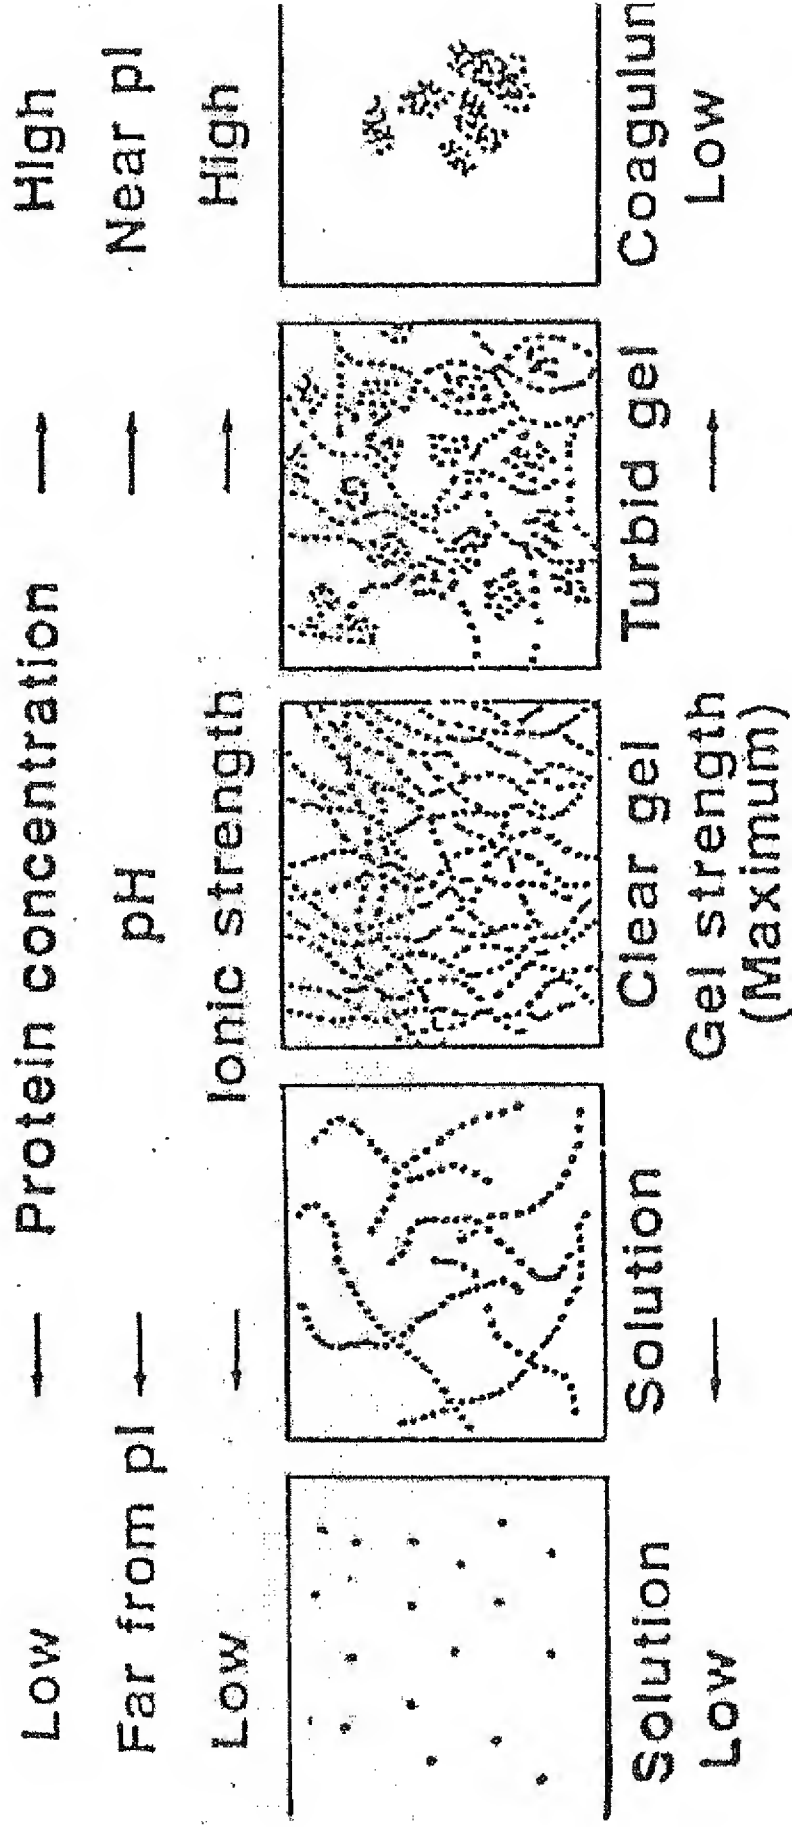 Low ← Protein concentration → High
Far from pI ← pH → Near pI
Low ← Ionic strength → High
Solution Solution Clear gel Turbid gel Coagulum
Low ← Gel strength → Low
(Maximum)